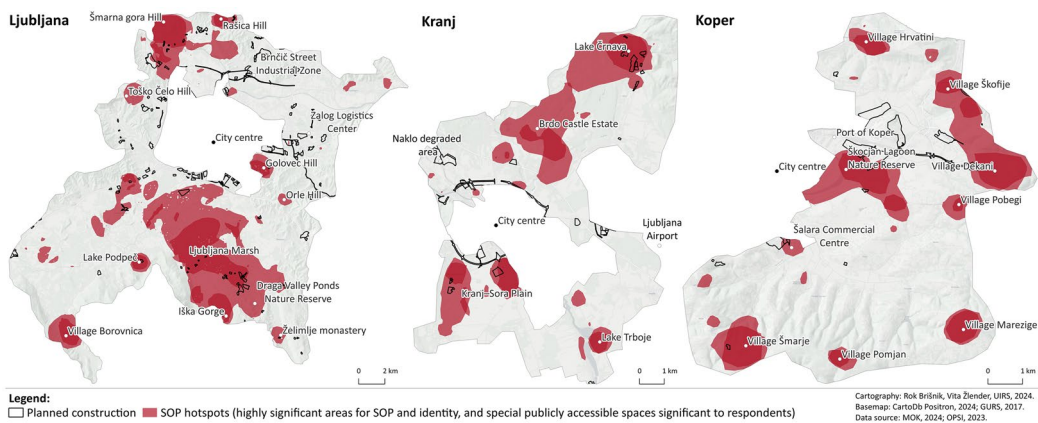 Ljubljana
Šmarna gora Hill
Rašica Hill
Brnčič Street
Industrial Zone
Toško Čelo Hill
Zalog Logistics
Center
City centre
Golovec Hill
Orle Hill
Ljubljana Marsh
Lake Podpeč
Draga Valley Ponds
Nature Reserve
Iška Gorge
Village Borovnica
Želimlje monastery
0 2 km
Kranj
Lake Črnava
Brdo Castle Estate
Naklo degraded
area
City centre
Ljubljana
Airport
Kranj–Sora Plain
Lake Trboje
0 1 km
Koper
Village Hrvatini
Village Škofije
Port of Koper
Škocjan Lagoon
Nature Reserve
City centre
Village Dekani
Village Pobegi
Šalara Commercial
Centre
Village Marezige
Village Šmarje
Village Pomjan
0 1 km
Legend:
Planned construction
SOP hotspots (highly significant areas for SOP and identity, and special publicly accessible spaces significant to respondents)
Cartography: Rok Brišnik, Vita Žlender, UIRS, 2024.
Basemap: CartoDb Positron, 2024; GURS, 2017.
Data source: MOK, 2024; OPSI, 2023.